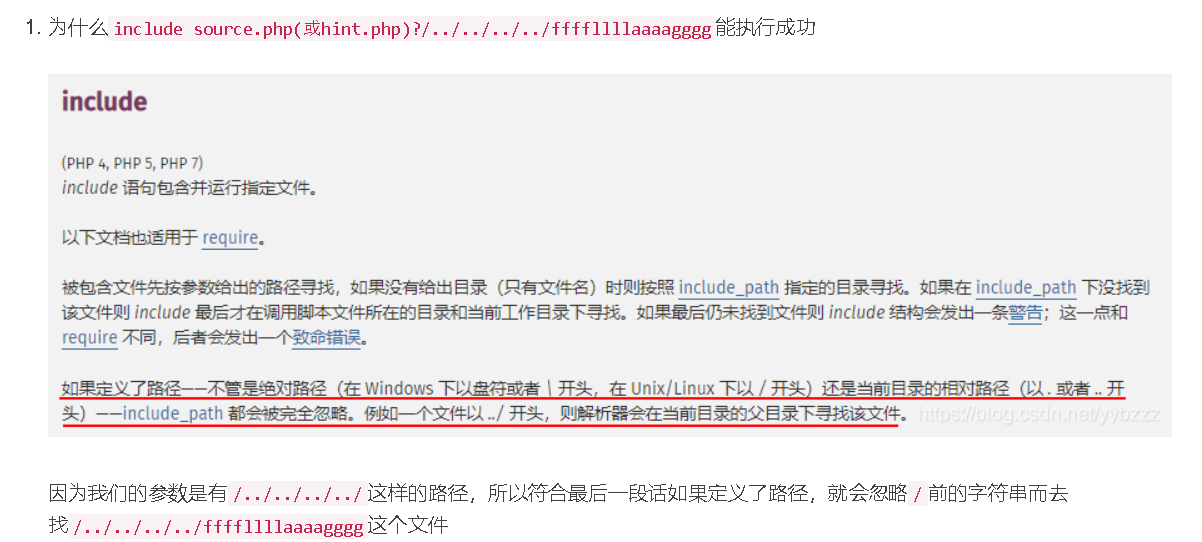 1. 为什么 include source.php(或hint.php)?/../../../../ffffllllaaaagggg 能执行成功
include
(PHP 4, PHP 5, PHP 7)
include 语句包含并运行指定文件。
以下文档也适用于 require。
被包含文件先按参数给出的路径寻找，如果没有给出目录（只有文件名）时则按照 include_path 指定的目录寻找。如果在 include_path 下没找到
该文件则 include 最后才在调用脚本文件所在的目录和当前工作目录下寻找。如果最后仍未找到文件则 include 结构会发出一条警告；这一点和
require 不同，后者会发出一个致命错误。
如果定义了路径——不管是绝对路径（在 Windows 下以盘符或者 \ 开头，在 Unix/Linux 下以 / 开头）还是当前目录的相对路径（以 . 或者 .. 开
头）——include_path 都会被完全忽略。例如一个文件以 ../ 开头，则解析器会在当前目录的父目录下寻找该文件。
https://blog.csdn.net/yybzzz
因为我们的参数是有 /../../../../ 这样的路径，所以符合最后一段话如果定义了路径，就会忽略 / 前的字符串而去
找 /../../../../ffffllllaaaagggg 这个文件